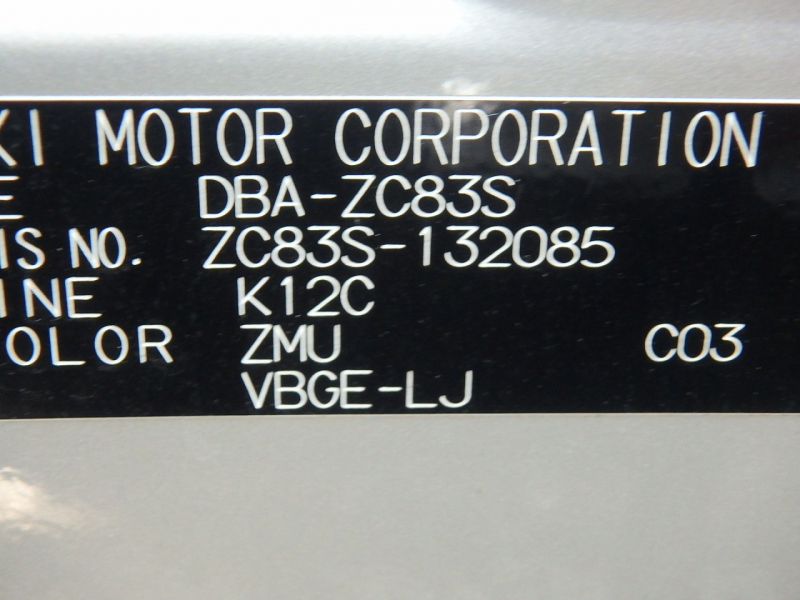 KI MOTOR CORPORATION
E DBA-ZC83S
IS NO. ZC83S-132085
INE K12C
OLOR ZMU C03
VBGE-LJ